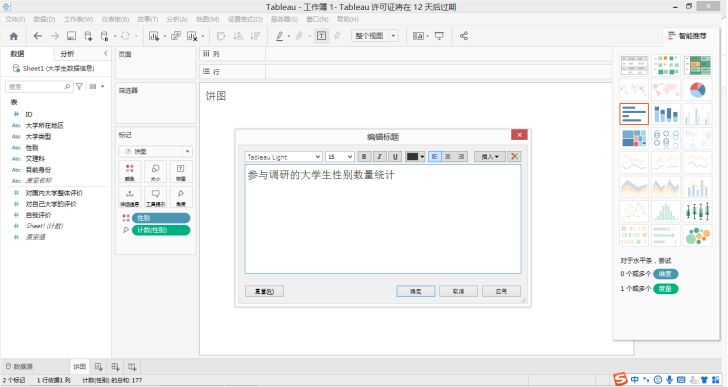 Tableau - 工作簿 1- Tableau 许可证将在 12 天后过期
文件(F) 数据(D) 工作表(W) 仪表板(B) 故事(T) 分析(A) 地图(M) 设置格式(O) 服务器(S) 窗口(N) 帮助(H)
整个视图
智能推荐
数据 分析
Sheet1 (大学生数据信息)
搜索
表
ID
Abc 大学所在地区
Abc 大学类型
Abc 性别
Abc 文理科
Abc 目前身份
Abc 度量名称
对国内大学整体评价
对自己大学的评价
自我评价
Sheet1 (计数)
度量值
页面
筛选器
标记
饼图
颜色 大小 标签
详细信息 工具提示 角度
性别
计数(性别)
列
行
饼图
编辑标题
Tableau Light 15 B I U 插入
参与调研的大学生性别数量统计
重置(R) 确定 取消 应用
对于水平条，尝试
0 个或多个 维度
1 个或多个 度量
数据源 饼图
2 个标记 1 行依据1 列 计数(性别) 的总和: 177
中